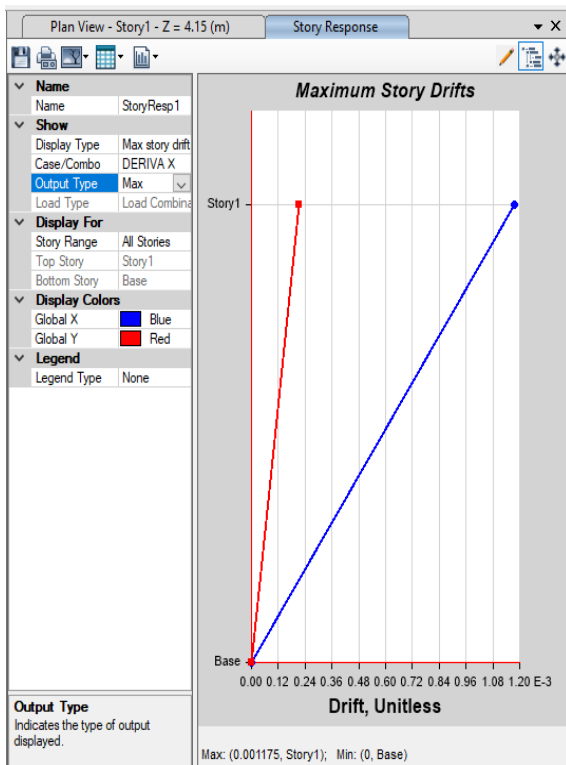 Plan View - Story1 - Z = 4.15 (m)
Story Response
Name
Name StoryResp1
Show
Display Type Max story drift
Case/Combo DERIVA X
Output Type Max
Load Type Load Combina
Display For
Story Range All Stories
Top Story Story1
Bottom Story Base
Display Colors
Global X Blue
Global Y Red
Legend
Legend Type None
Output Type
Indicates the type of output
displayed.
Maximum Story Drifts
Story1
Base
0.00 0.12 0.24 0.36 0.48 0.60 0.72 0.84 0.96 1.08 1.20 E-3
Drift, Unitless
Max: (0.001175, Story1); Min: (0, Base)